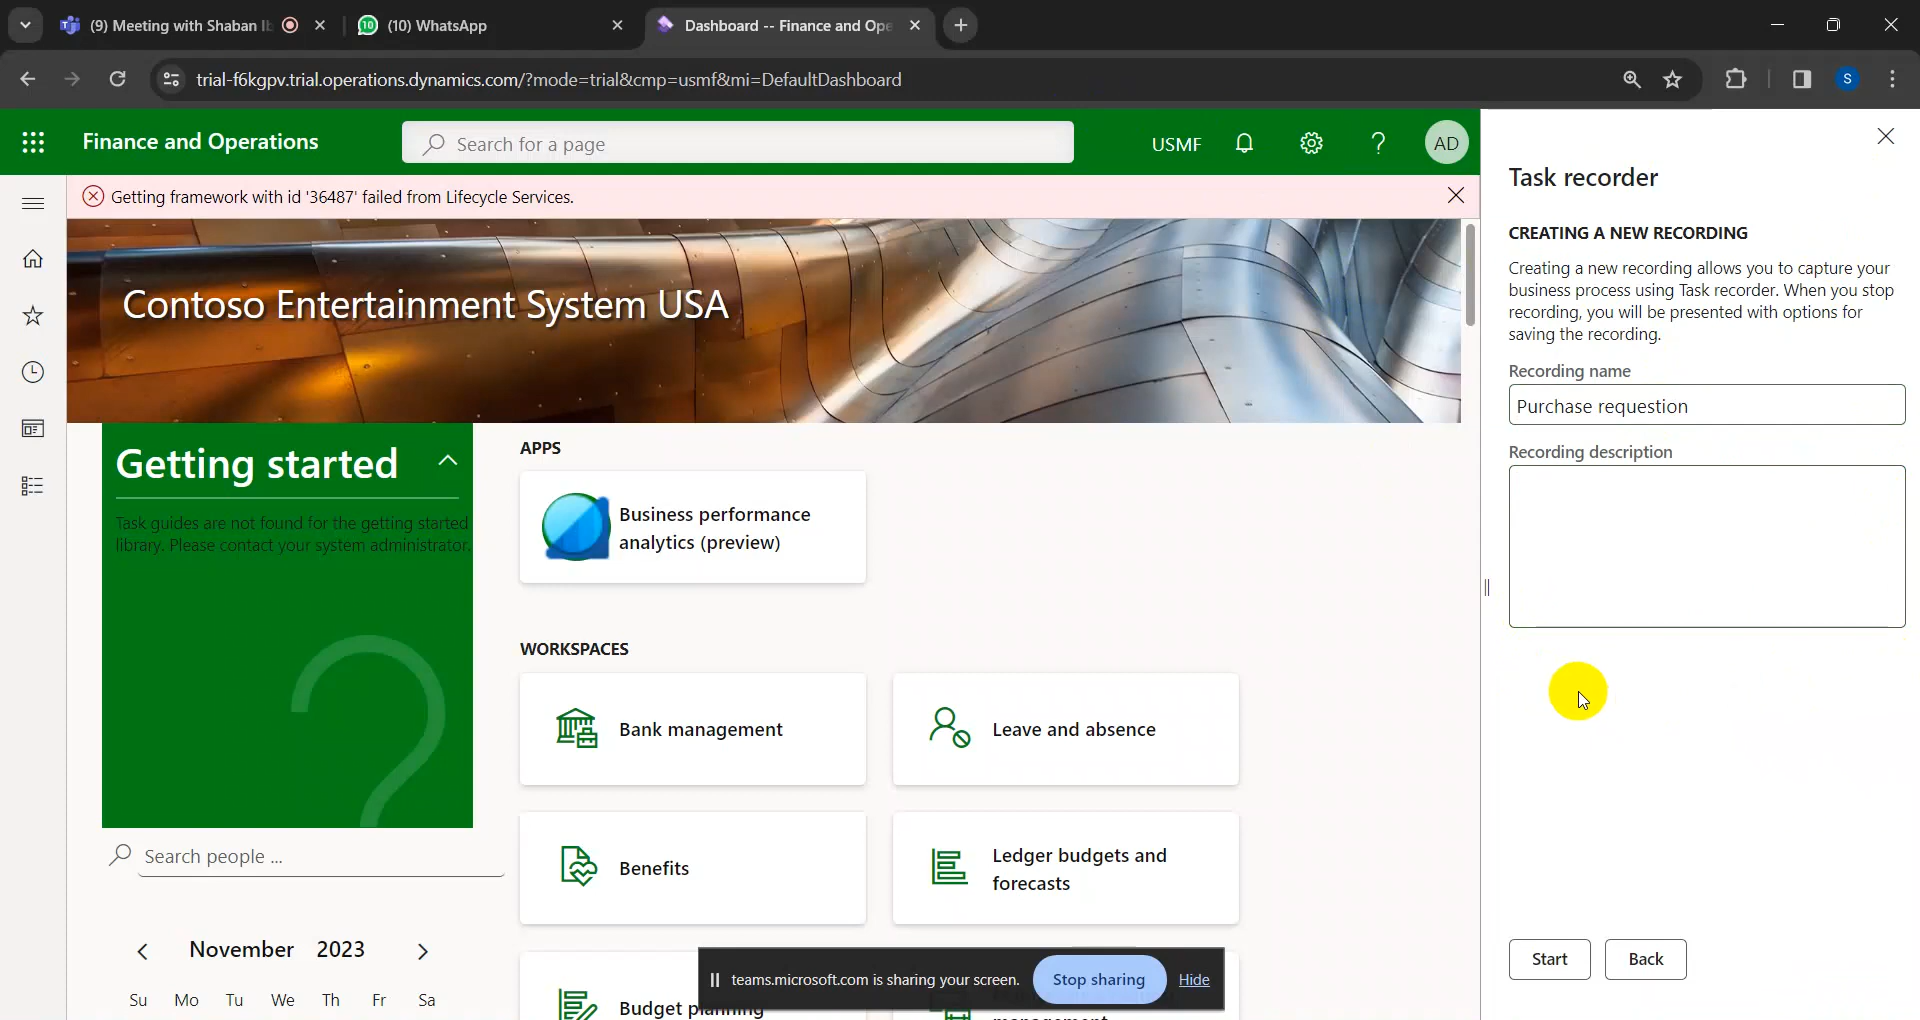 (9) Meeting with Shaban Ib
(10) WhatsApp
Dashboard -- Finance and Ope
trial-f6kgpv.trial.operations.dynamics.com/?mode=trial&cmp=usmf&mi=DefaultDashboard
S
Finance and Operations
Search for a page
USMF
AD
Getting framework with id '36487' failed from Lifecycle Services.
Contoso Entertainment System USA
Getting started
Task guides are not found for the getting started
library. Please contact your system administrator.
Search people ...
November 2023
Su Mo Tu We Th Fr Sa
APPS
Business performance
analytics (preview)
WORKSPACES
Bank management
Leave and absence
Benefits
Ledger budgets and
forecasts
Budget planning
management
teams.microsoft.com is sharing your screen.
Stop sharing
Hide
Task recorder
CREATING A NEW RECORDING
Creating a new recording allows you to capture your
business process using Task recorder. When you stop
recording, you will be presented with options for
saving the recording.
Recording name
Purchase requestion
Recording description
Start
Back